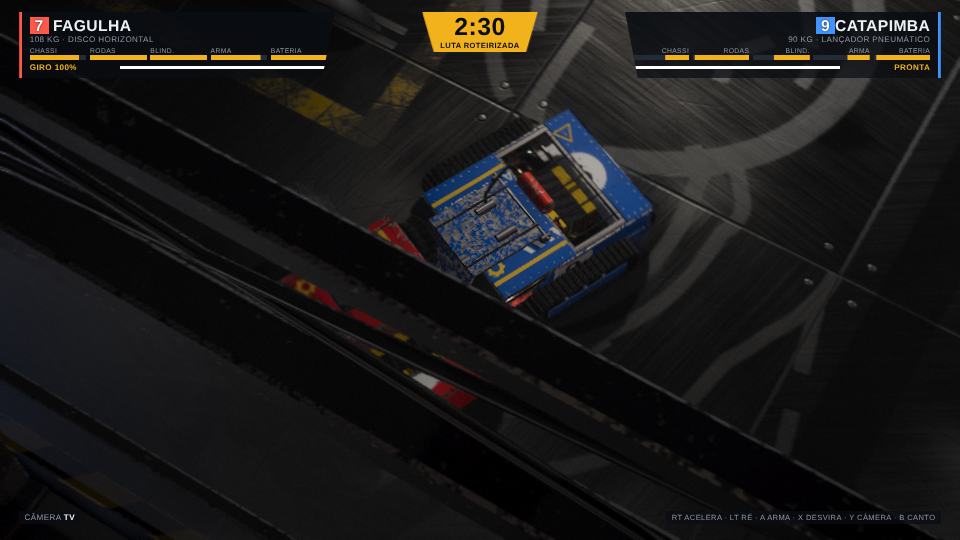 7 FAGULHA
108 KG · DISCO HORIZONTAL
CHASSI RODAS BLIND. ARMA BATERIA
GIRO 100%
2:30
LUTA ROTEIRIZADA
9 CATAPIMBA
90 KG · LANÇADOR PNEUMÁTICO
CHASSI RODAS BLIND. ARMA BATERIA
PRONTA
CÂMERA TV
RT ACELERA · LT RÉ · A ARMA · X DESVIRA · Y CÂMERA · B CANTO